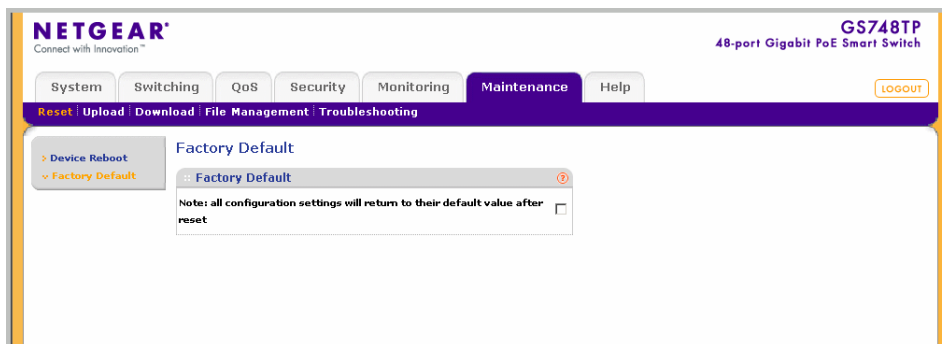 NETGEAR®
Connect with Innovation™
GS748TP
48-port Gigabit PoE Smart Switch
System Switching QoS Security Monitoring Maintenance Help
LOGOUT
Reset Upload Download File Management Troubleshooting
> Device Reboot
Factory Default
Factory Default
:: Factory Default
?
Note: all configuration settings will return to their default value after
reset